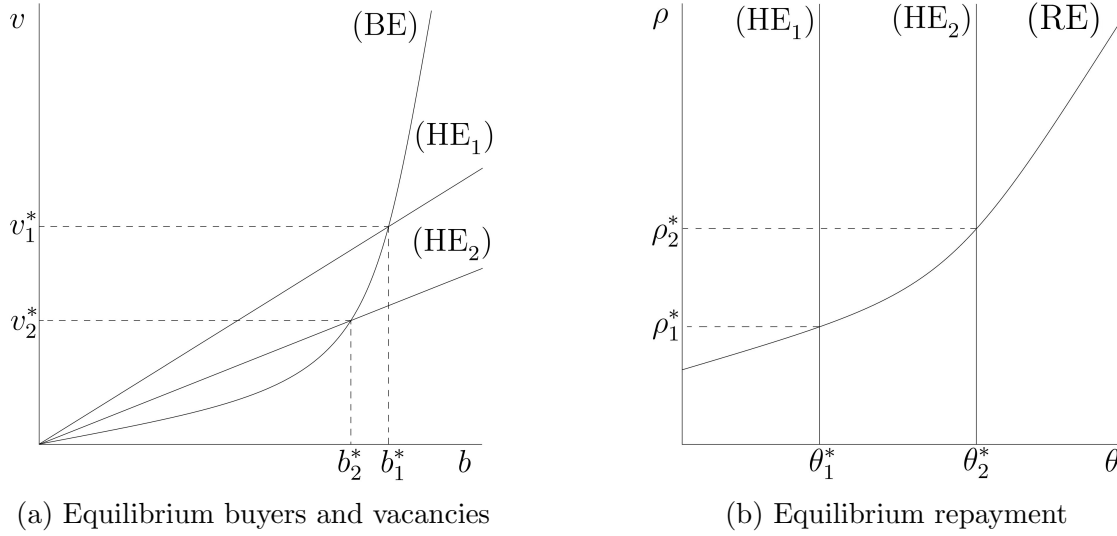 v
(BE)
(HE₁)
v₁*
(HE₂)
v₂*
b₂* b₁* b
(a) Equilibrium buyers and vacancies
ρ (HE₁) (HE₂) (RE)
ρ₂*
ρ₁*
θ₁* θ₂* θ
(b) Equilibrium repayment